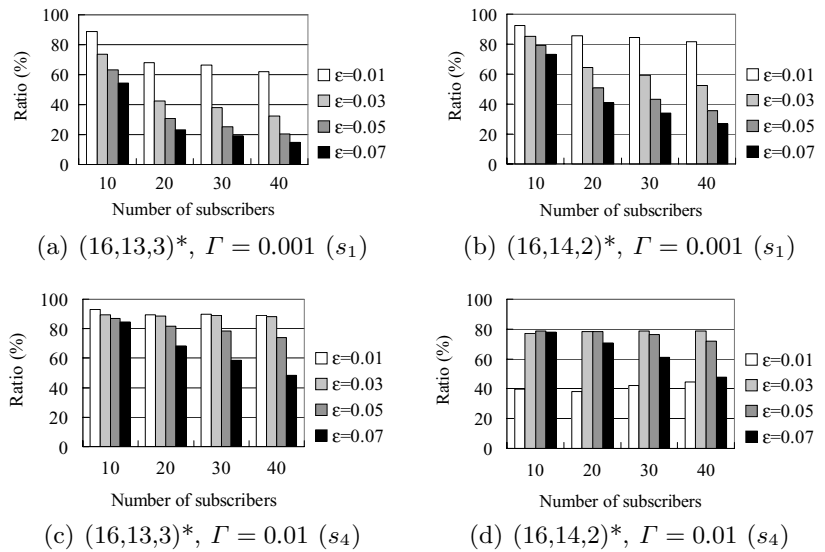 100
80
60
40
20
0
Ratio (%)
10 20 30 40
Number of subscribers
ε=0.01
ε=0.03
ε=0.05
ε=0.07
(a) (16,13,3)*, Γ = 0.001 (s₁)
100
80
60
40
20
0
Ratio (%)
10 20 30 40
Number of subscribers
ε=0.01
ε=0.03
ε=0.05
ε=0.07
(b) (16,14,2)*, Γ = 0.001 (s₁)
100
80
60
40
20
0
Ratio (%)
10 20 30 40
Number of subscribers
ε=0.01
ε=0.03
ε=0.05
ε=0.07
(c) (16,13,3)*, Γ = 0.01 (s₄)
100
80
60
40
20
0
Ratio (%)
10 20 30 40
Number of subscribers
ε=0.01
ε=0.03
ε=0.05
ε=0.07
(d) (16,14,2)*, Γ = 0.01 (s₄)